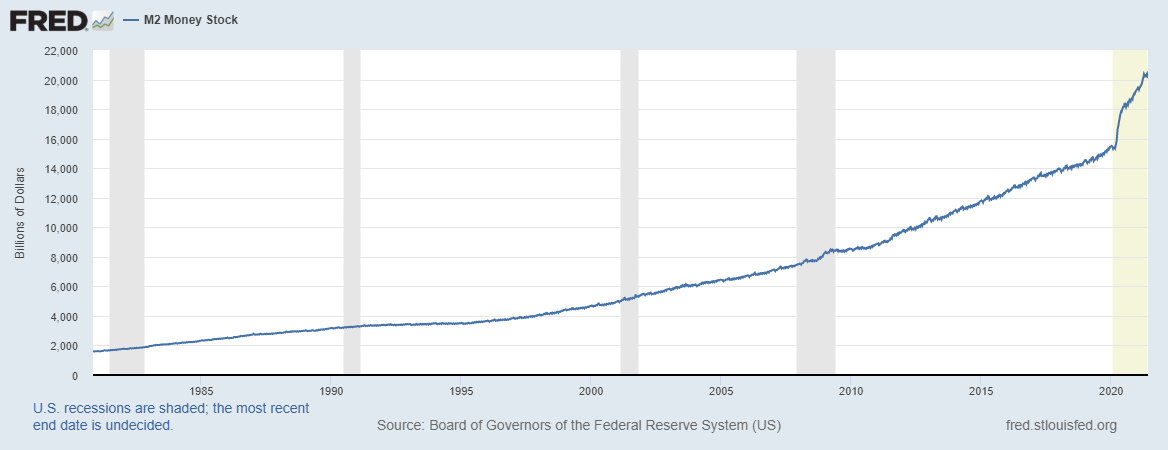 FRED
M2 Money Stock
22,000
20,000
18,000
16,000
14,000
12,000
10,000
8,000
6,000
4,000
2,000
0
Billions of Dollars
1985 1990 1995 2000 2005 2010 2015 2020
U.S. recessions are shaded; the most recent
end date is undecided.
Source: Board of Governors of the Federal Reserve System (US)
fred.stlouisfed.org